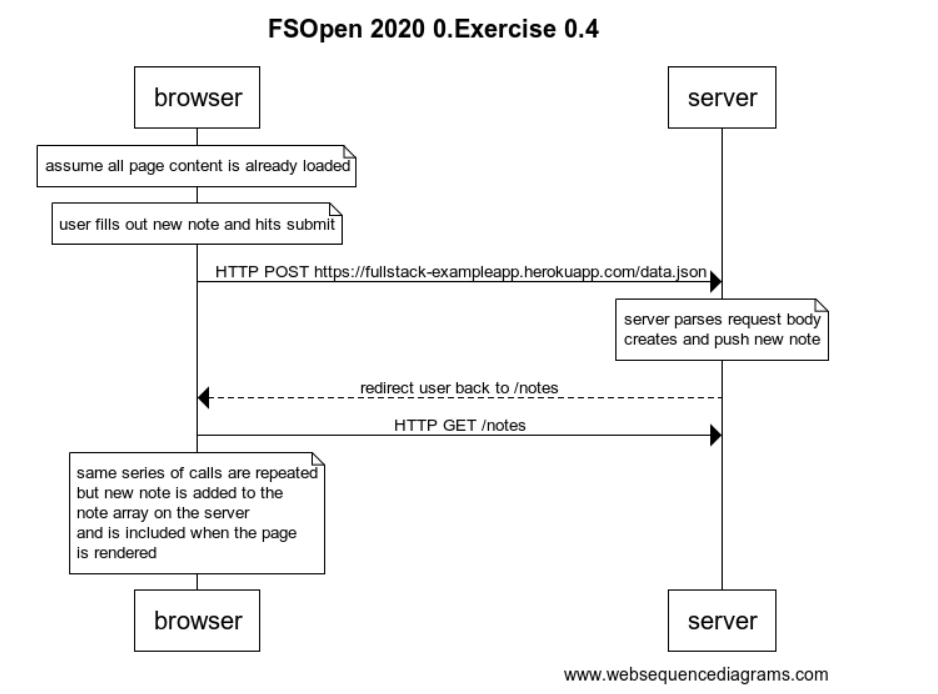 FSOpen 2020 0.Exercise 0.4
browser
server
assume all page content is already loaded
user fills out new note and hits submit
HTTP POST https://fullstack-exampleapp.herokuapp.com/data.json
server parses request body
creates and push new note
redirect user back to /notes
HTTP GET /notes
same series of calls are repeated
but new note is added to the
note array on the server
and is included when the page
is rendered
browser
server
www.websequencediagrams.com